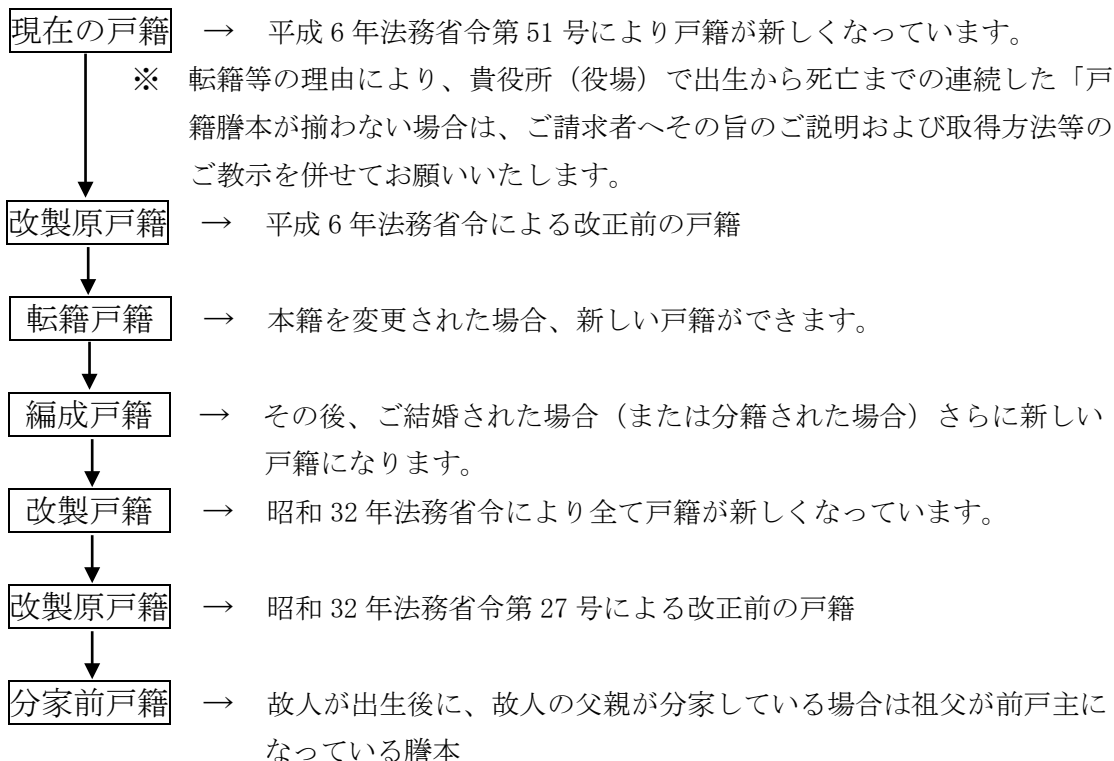 現在の戸籍 → 平成 6 年法務省令第 51 号により戸籍が新しくなっています。
※ 転籍等の理由により、貴役所（役場）で出生から死亡までの連続した「戸
籍謄本が揃わない場合は、ご請求者へその旨のご説明および取得方法等の
ご教示を併せてお願いいたします。
改製原戸籍 → 平成 6 年法務省令による改正前の戸籍
転籍戸籍 → 本籍を変更された場合、新しい戸籍ができます。
編成戸籍 → その後、ご結婚された場合（または分籍された場合）さらに新しい
戸籍になります。
改製戸籍 → 昭和 32 年法務省令により全て戸籍が新しくなっています。
改製原戸籍 → 昭和 32 年法務省令第 27 号による改正前の戸籍
分家前戸籍 → 故人が出生後に、故人の父親が分家している場合は祖父が前戸主に
なっている謄本